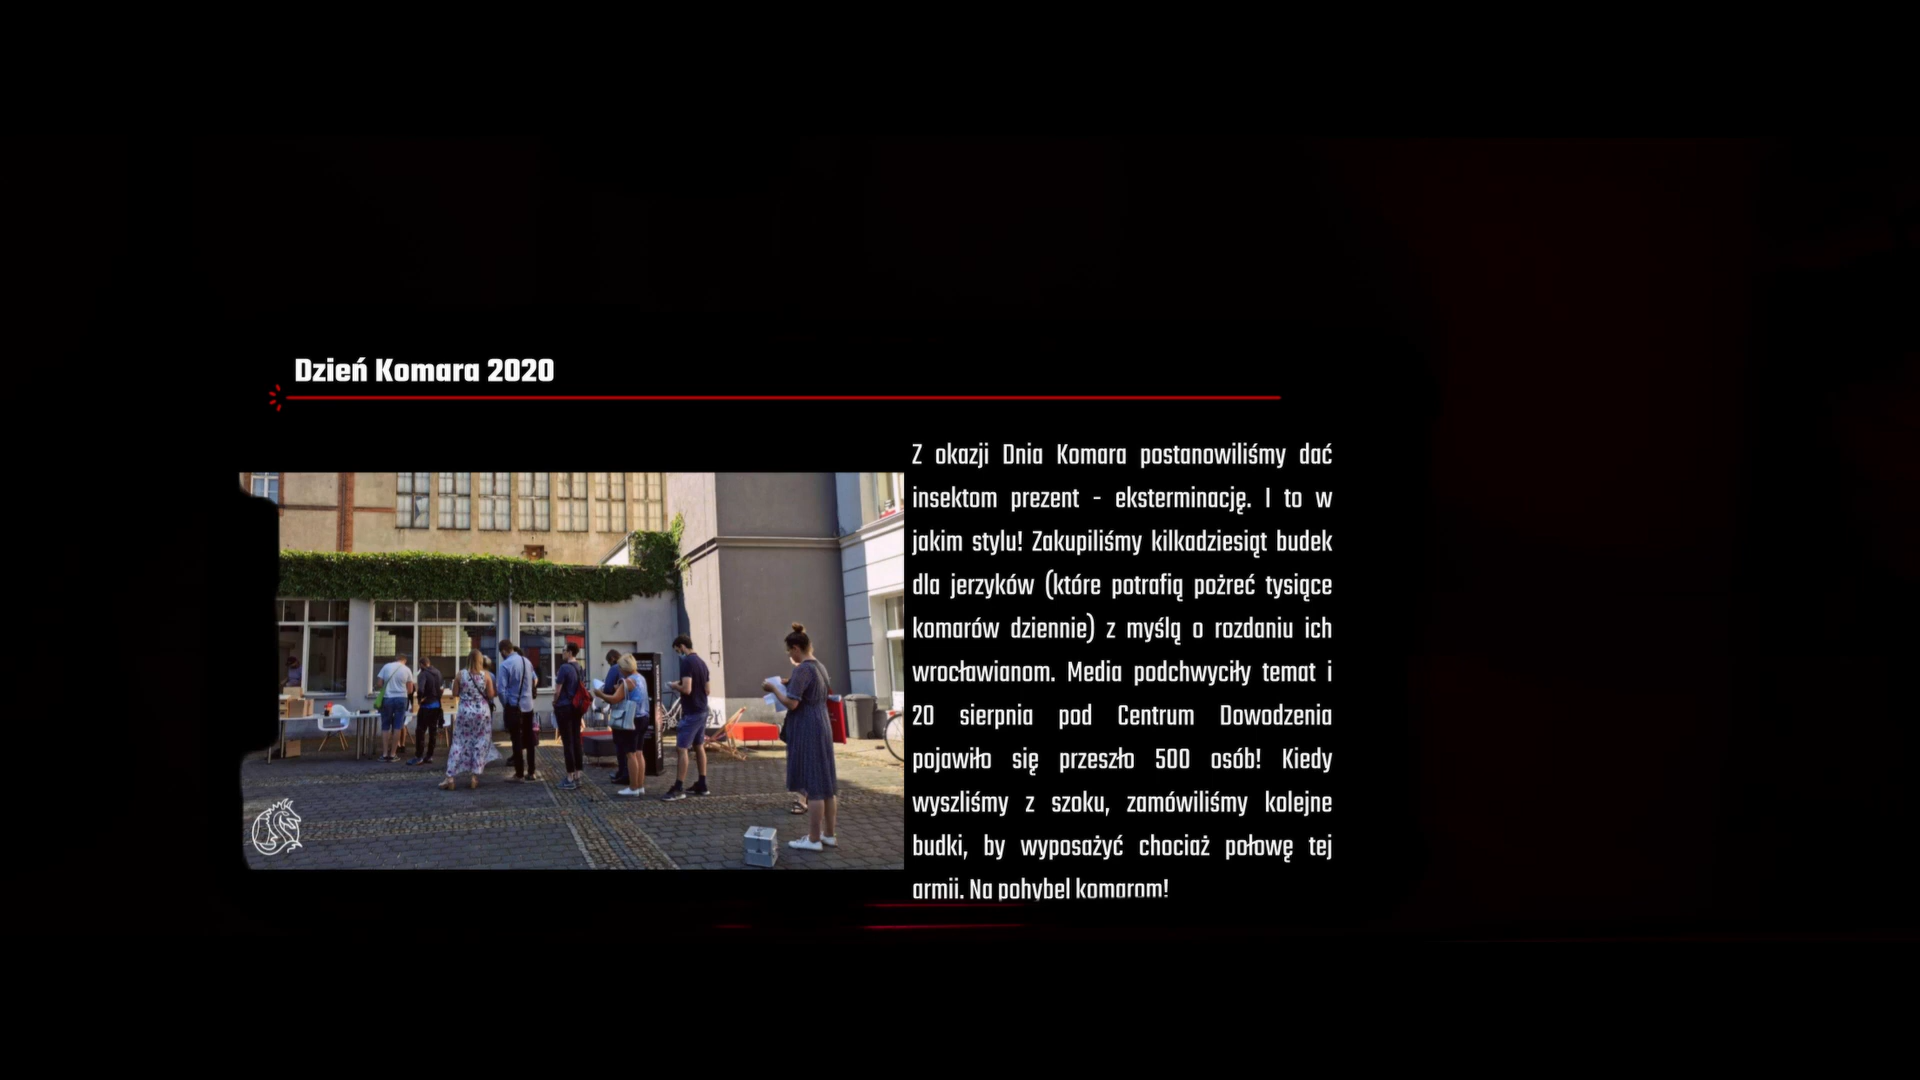 Dzień Komara 2020
Z okazji Dnia Komara postanowiliśmy dać
insektom prezent - eksterminację. I to w
jakim stylu! Zakupiliśmy kilkadziesiąt budek
dla jerzyków (które potrafią pożreć tysiące
komarów dziennie) z myślą o rozdaniu ich
wrocławianom. Media podchwyciły temat i
20 sierpnia pod Centrum Dowodzenia
pojawiło się przeszło 500 osób! Kiedy
wyszliśmy z szoku, zamówiliśmy kolejne
budki, by wyposażyć chociaż połowę tej
armii. Na pohybel komarom!